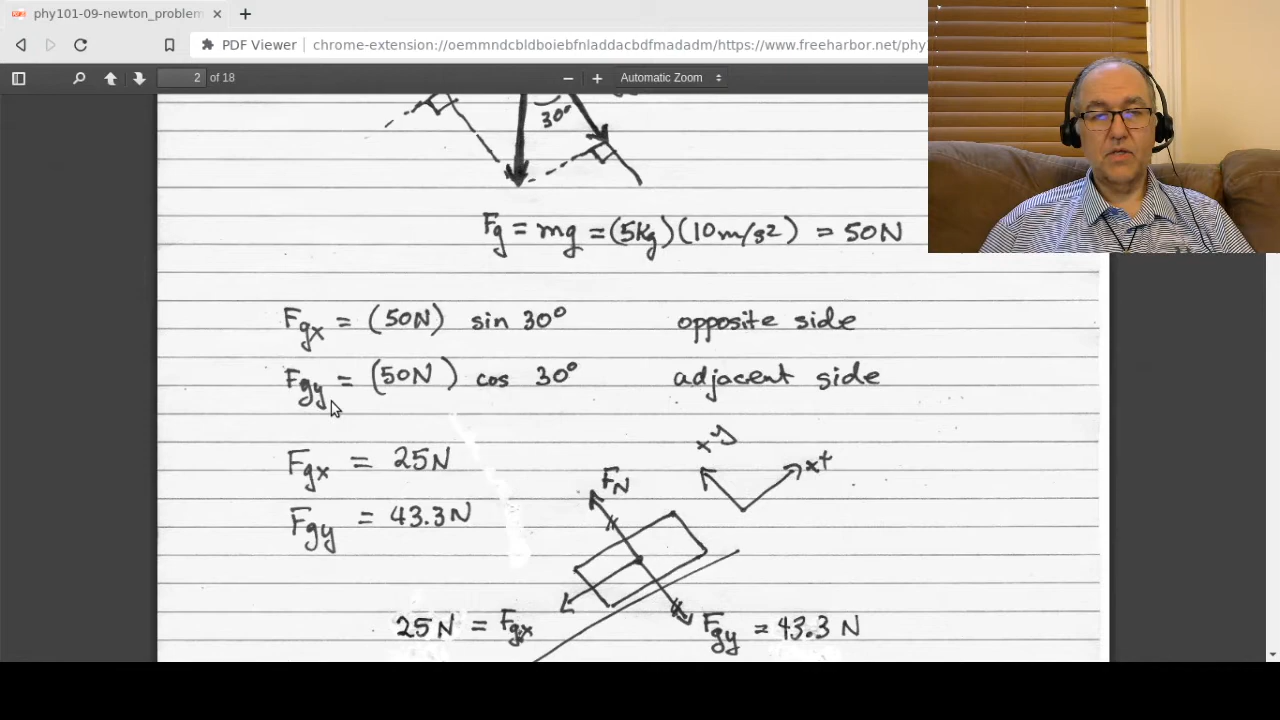 phy101-09-newton_problem
PDF Viewer chrome-extension://oemmndcbldboiebfnladdacbdfmadadm/https://www.freeharbor.net/phy
2 of 18 Automatic Zoom
30°
Fg = mg = (5Kg)(10m/s2) = 50N
Fgx = (50N) sin 30° opposite side
Fgy = (50N) cos 30° adjacent side
xy
x+
Fgx = 25N
FN
Fgy = 43.3N
25N = Fgx
Fgy = 43.3 N